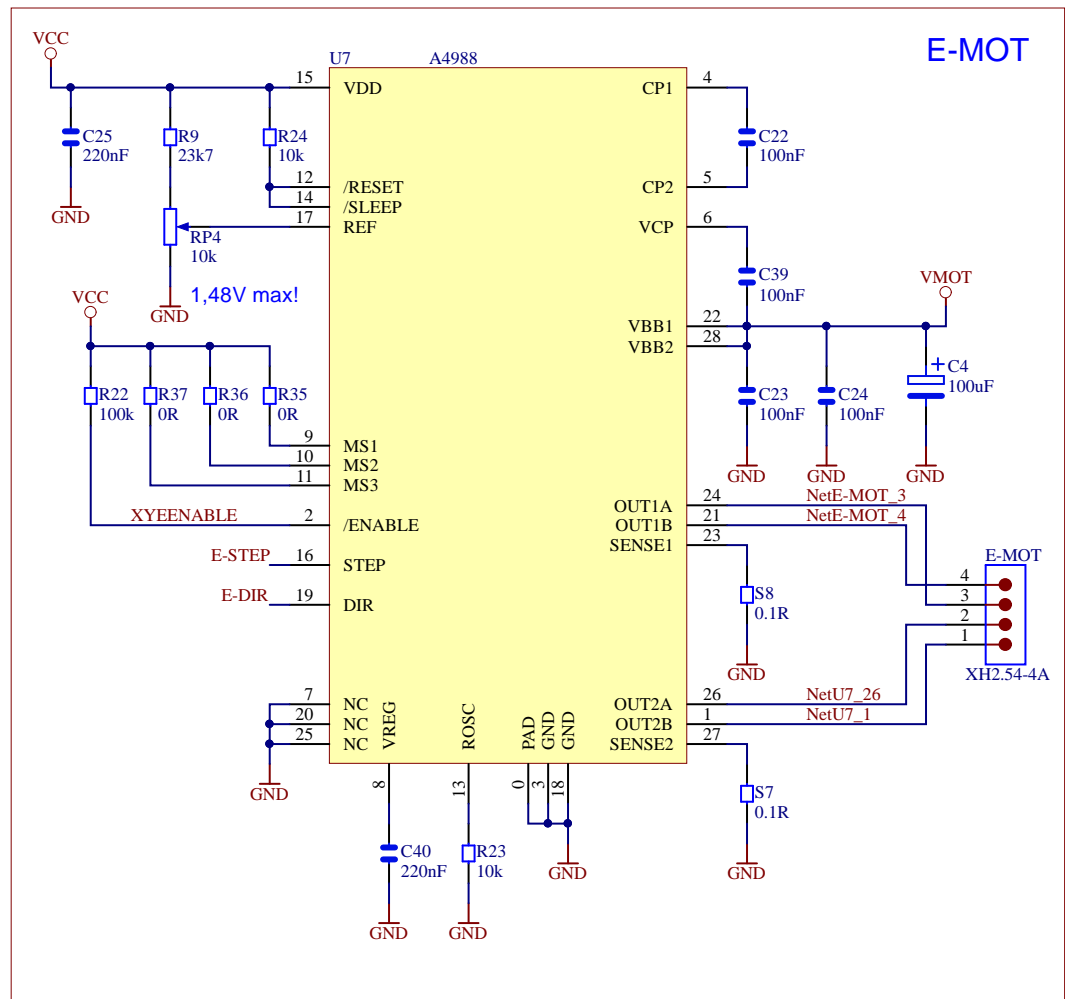 E-MOT
VCC
U7
A4988
15
VDD
CP1
4
C25
220nF
R9
23k7
R24
10k
C22
100nF
12
/RESET
CP2
5
14
/SLEEP
GND
17
REF
VCP
6
RP4
10k
C39
100nF
1,48V max!
VCC
GND
VMOT
VBB1
22
VBB2
28
R22
100k
R37
0R
R36
0R
R35
0R
C4
100uF
+
C23
100nF
C24
100nF
9
MS1
10
MS2
11
MS3
GND
GND
GND
OUT1A
24
NetE-MOT_3
XYEENABLE
2
/ENABLE
OUT1B
21
NetE-MOT_4
SENSE1
23
E-STEP
16
STEP
E-MOT
4
3
2
1
XH2.54-4A
E-DIR
19
DIR
S8
0.1R
GND
7
NC
OUT2A
26
NetU7_26
20
NC
OUT2B
1
NetU7_1
25
NC
SENSE2
27
VREG
ROSC
PAD
GND
GND
8
13
0
3
18
GND
S7
0.1R
C40
220nF
R23
10k
GND
GND
GND
GND